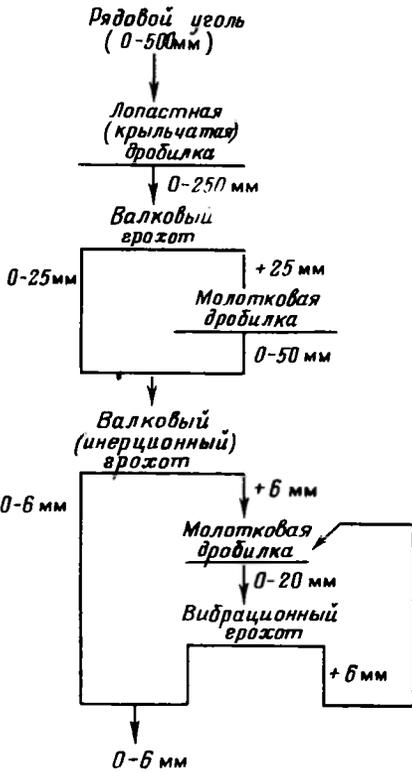 Рядовой уголь
(0-500мм)
Лопастная
(крыльчатая)
дробилка
0-250 мм
Валковый
грохот
0-25мм
+25 мм
Молотковая
дробилка
0-50 мм
Валковый
(инерционный)
грохот
0-6 мм
+6 мм
Молотковая
дробилка
0-20 мм
Вибрационный
грохот
+6 мм
0-6 мм